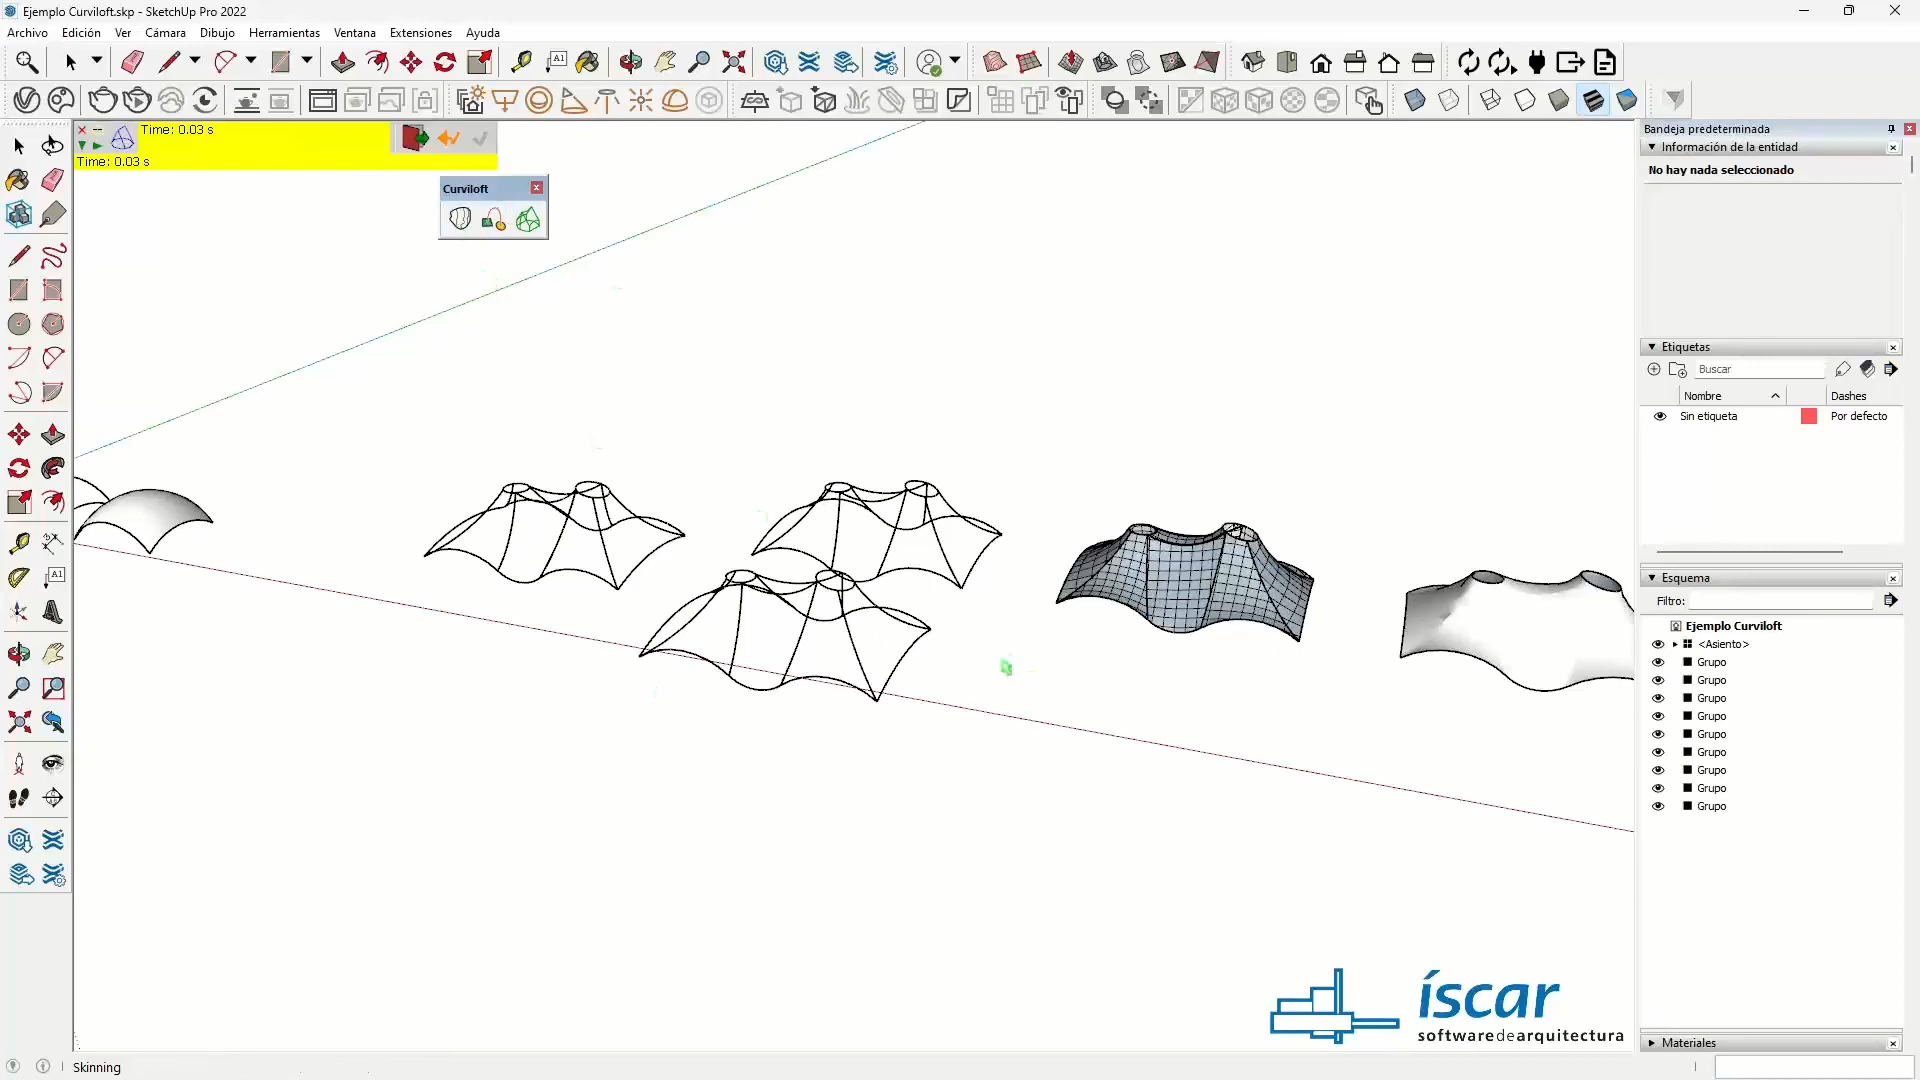 Ejemplo Curviloft.skp - SketchUp Pro 2022
Archivo Edición Ver Cámara Dibujo Herramientas Ventana Extensiones Ayuda
A1
Time: 0.03 s
Time: 0.03 s
Curviloft
A1
Bandeja predeterminada
Información de la entidad
No hay nada seleccionado
Etiquetas
Buscar
Nombre Dashes
Sin etiqueta Por defecto
Esquema
Filtro:
Ejemplo Curviloft
<Asiento>
Grupo
Grupo
Grupo
Grupo
Grupo
Grupo
Grupo
Grupo
Grupo
íscar
softwaredearquitectura
Materiales
Skinning